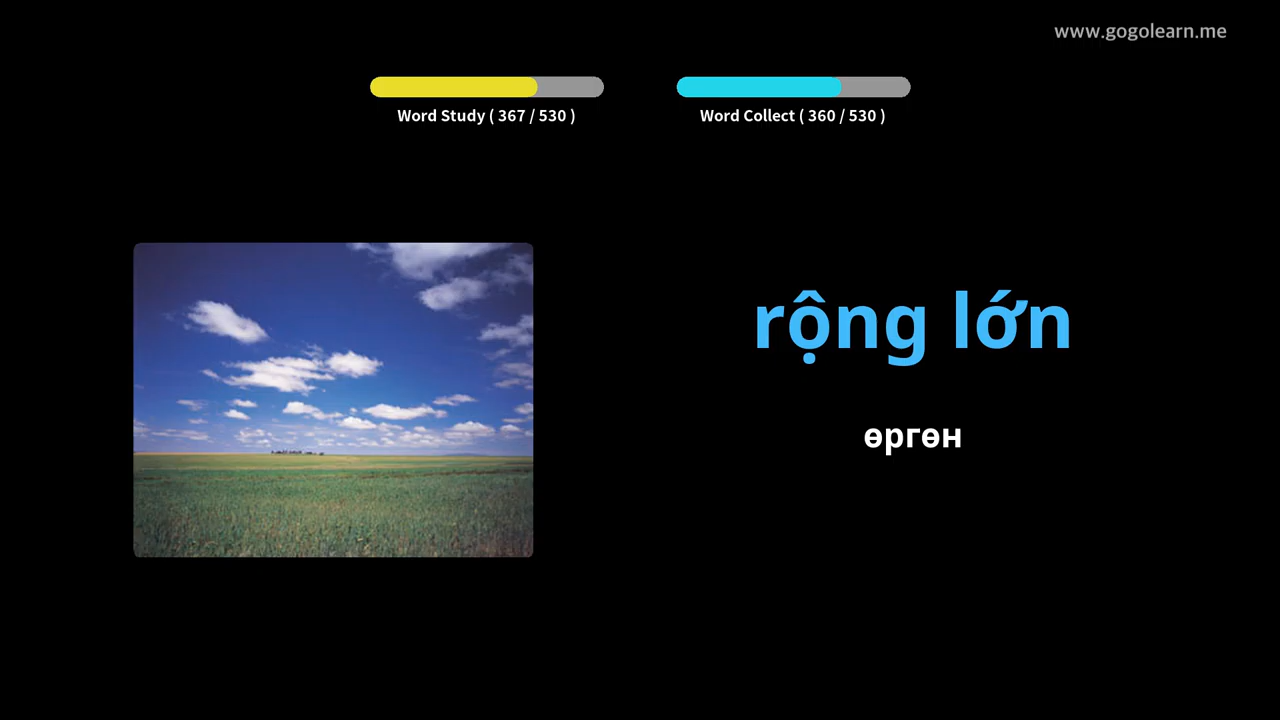 www.gogolearn.me
Word Study ( 367 / 530 )
Word Collect ( 360 / 530 )
rộng lớn
өргөн